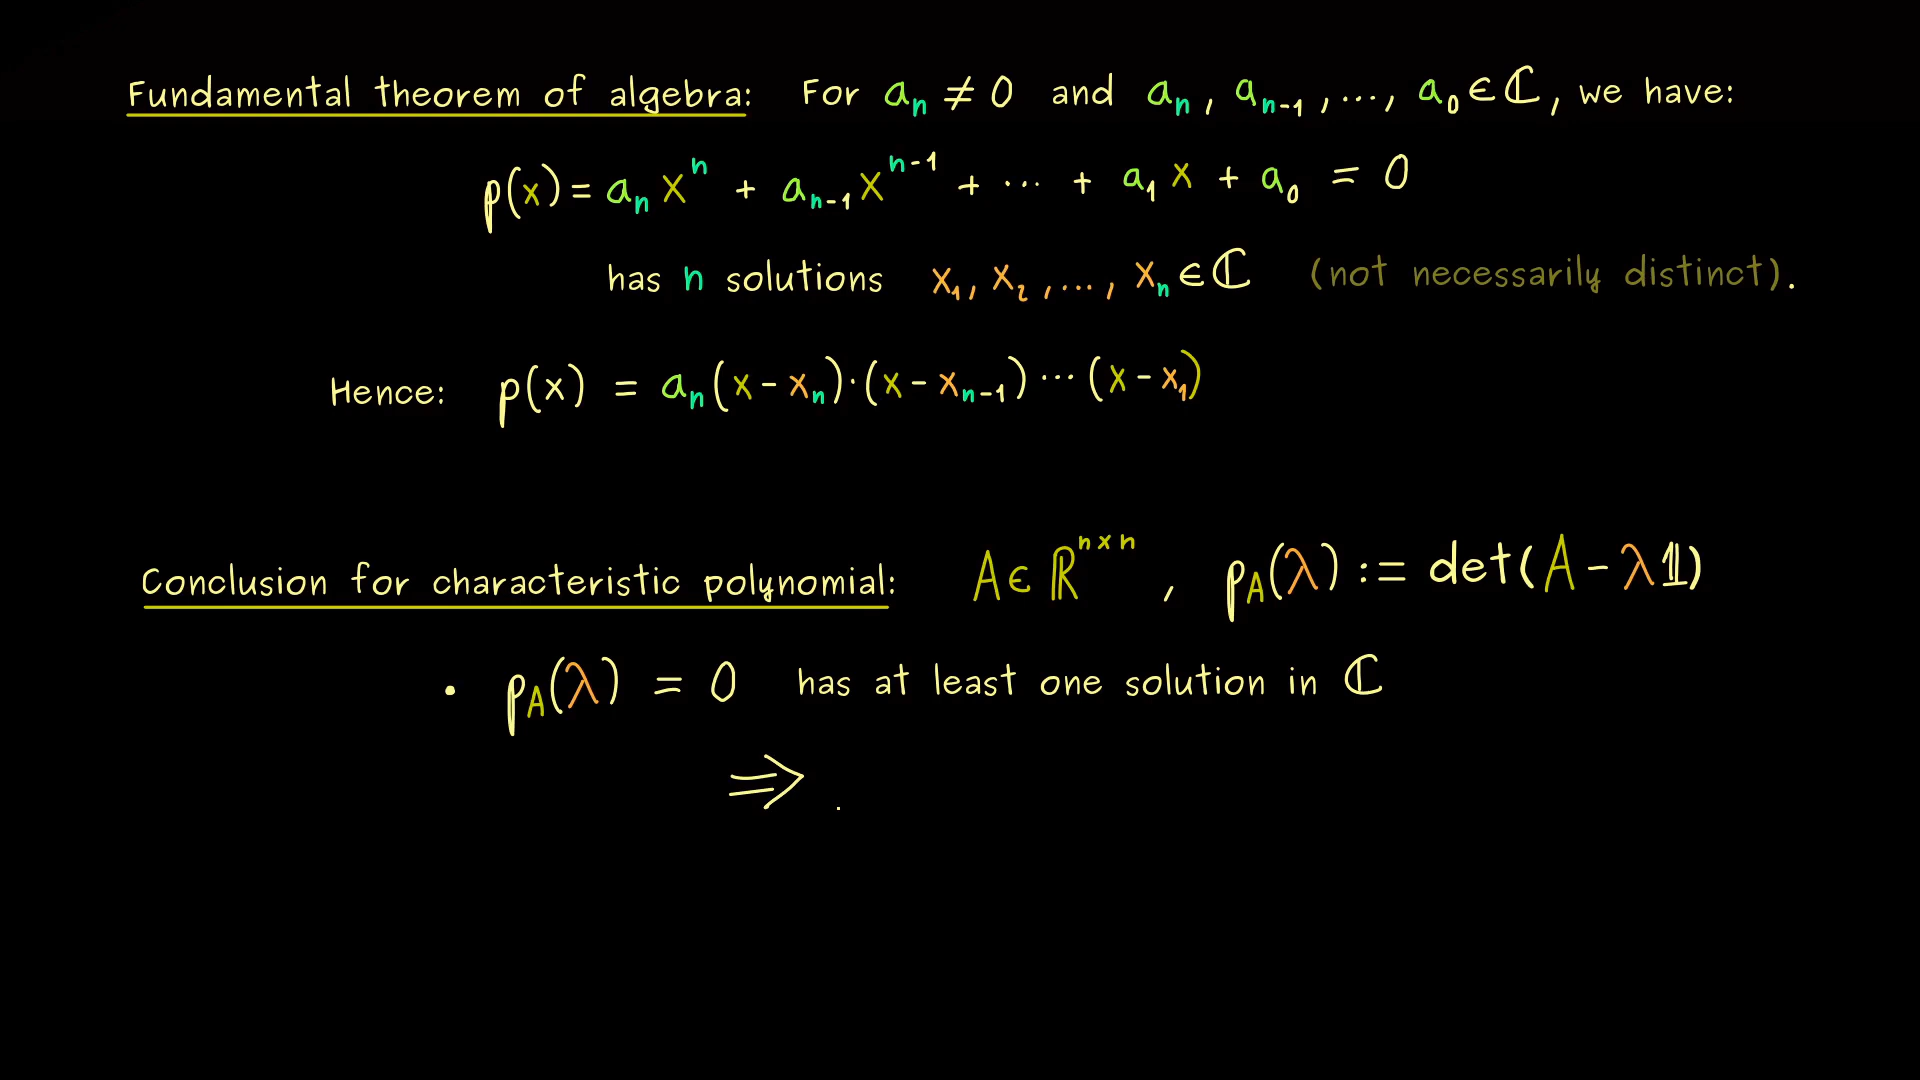 Fundamental theorem of algebra: For aₙ ≠ 0 and aₙ, aₙ₋₁, ..., a₀ ∈ ℂ, we have:
p(x) = aₙxⁿ + aₙ₋₁xⁿ⁻¹ + ⋯ + a₁x + a₀ = 0
has n solutions x₁, x₂, ..., xₙ ∈ ℂ (not necessarily distinct).
Hence: p(x) = aₙ(x - xₙ)·(x - xₙ₋₁)⋯(x - x₁)
Conclusion for characteristic polynomial: A ∈ ℝⁿˣⁿ, p_A(λ) := det(A - λ𝟙)
• p_A(λ) = 0 has at least one solution in ℂ
⇒ .